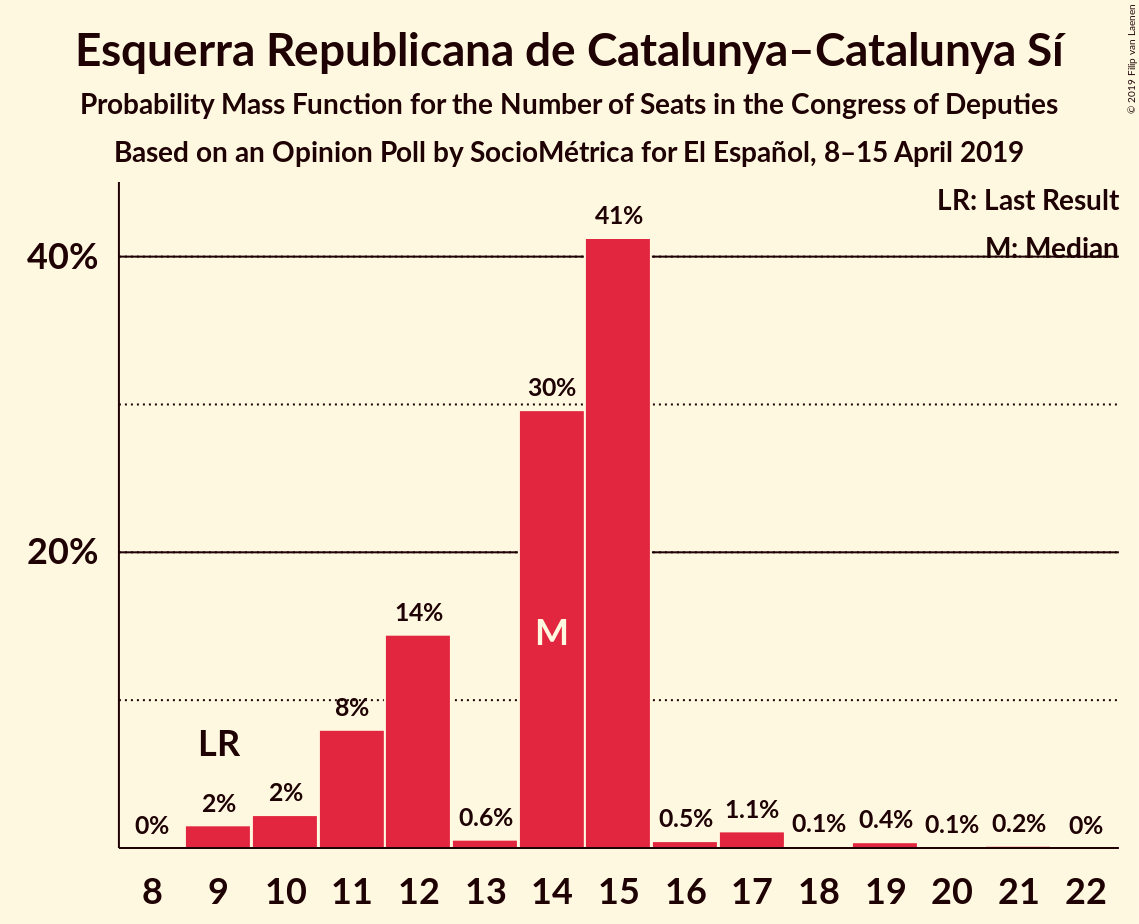 Esquerra Republicana de Catalunya–Catalunya Sí
Probability Mass Function for the Number of Seats in the Congress of Deputies
Based on an Opinion Poll by SocioMétrica for El Español, 8–15 April 2019
© 2019 Filip van Laenen
LR: Last Result
M: Median
40%
20%
0% 2% 2% 8% 14% 0.6% 30% 41% 0.5% 1.1% 0.1% 0.4% 0.1% 0.2% 0%
LR
M
8 9 10 11 12 13 14 15 16 17 18 19 20 21 22